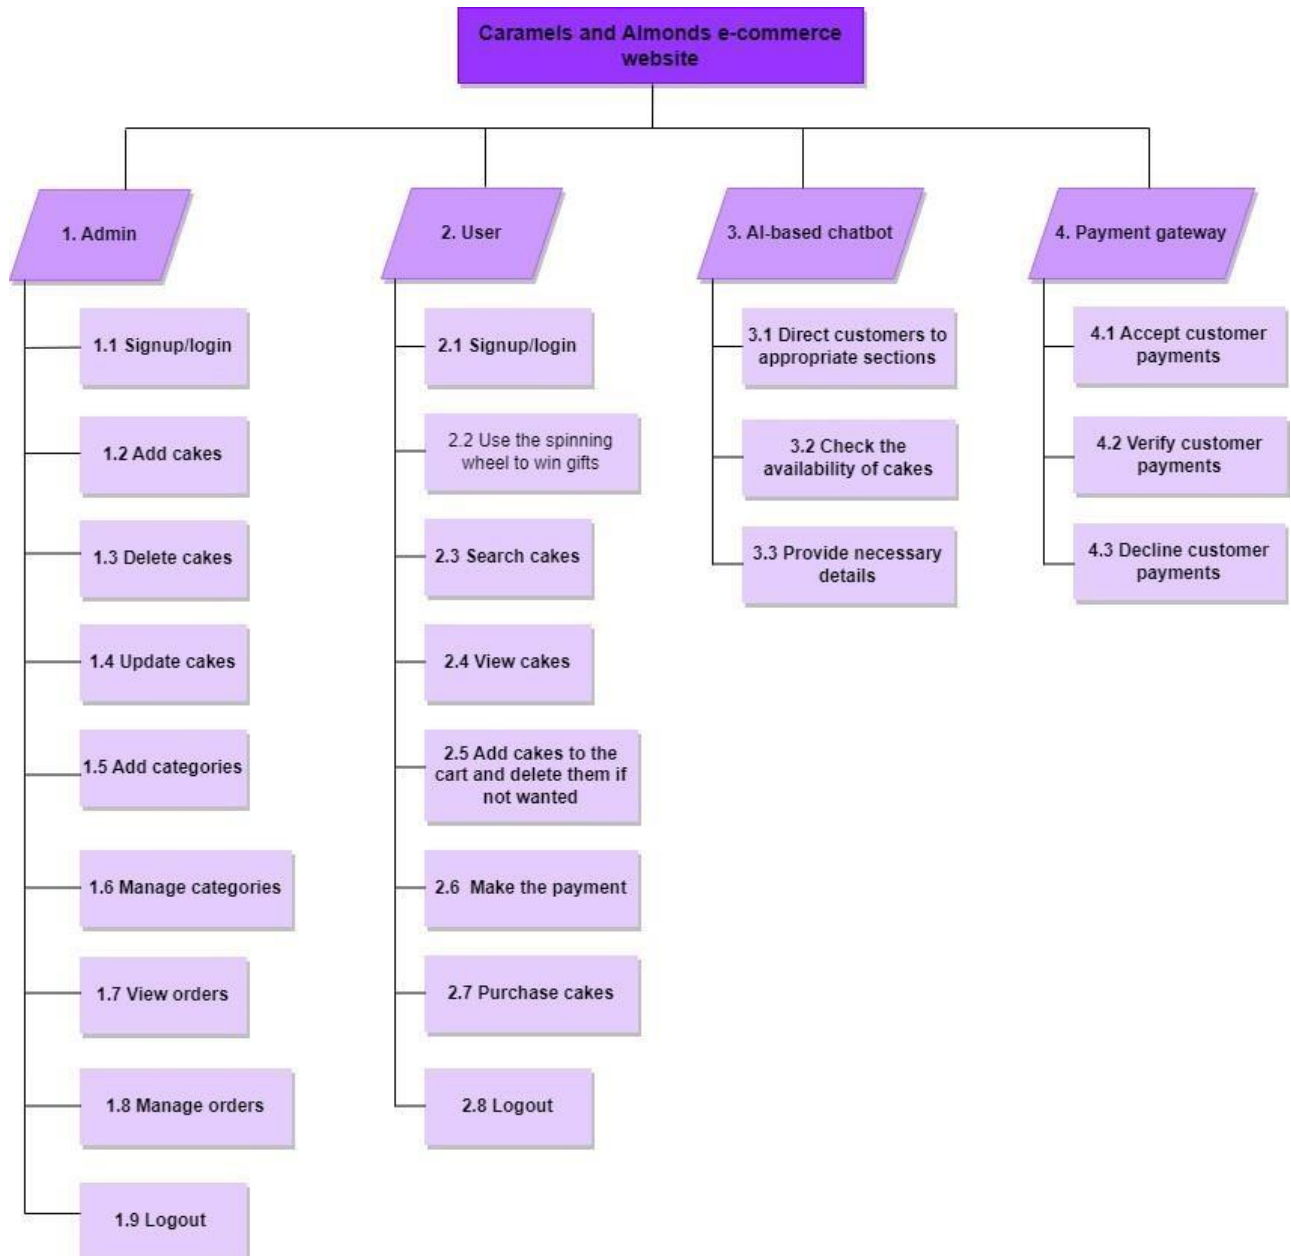 Caramels and Almonds e-commerce
website
1. Admin
2. User
3. AI-based chatbot
4. Payment gateway
1.1 Signup/login
1.2 Add cakes
1.3 Delete cakes
1.4 Update cakes
1.5 Add categories
1.6 Manage categories
1.7 View orders
1.8 Manage orders
1.9 Logout
2.1 Signup/login
2.2 Use the spinning
wheel to win gifts
2.3 Search cakes
2.4 View cakes
2.5 Add cakes to the
cart and delete them if
not wanted
2.6 Make the payment
2.7 Purchase cakes
2.8 Logout
3.1 Direct customers to
appropriate sections
3.2 Check the
availability of cakes
3.3 Provide necessary
details
4.1 Accept customer
payments
4.2 Verify customer
payments
4.3 Decline customer
payments